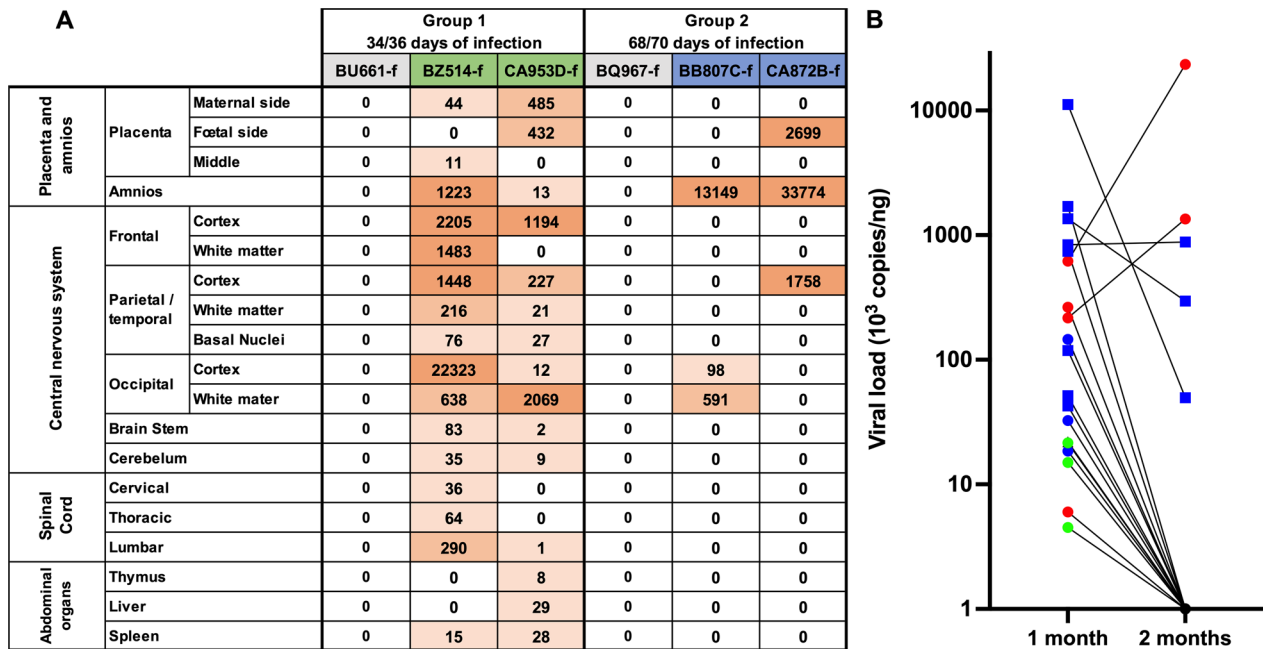 A
Group 1
34/36 days of infection
Group 2
68/70 days of infection
BU661-f BZ514-f CA953D-f BQ967-f BB807C-f CA872B-f
Placenta and amnios
Placenta
Maternal side 0 44 485 0 0 0
Fœtal side 0 0 432 0 0 2699
Middle 0 11 0 0 0 0
Amnios 0 1223 13 0 13149 33774
Central nervous system
Frontal
Cortex 0 2205 1194 0 0 0
White matter 0 1483 0 0 0 0
Parietal / temporal
Cortex 0 1448 227 0 0 1758
White mtatter 0 216 21 0 0 0
Basal Nuclei 0 76 27 0 0 0
Occipital
Cortex 0 22323 12 0 98 0
White mater 0 638 2069 0 591 0
Brain Stem 0 83 2 0 0 0
Cerebelum 0 35 9 0 0 0
Spinal Cord
Cervical 0 36 0 0 0 0
Thoracic 0 64 0 0 0 0
Lumbar 0 290 1 0 0 0
Abdominal organs
Thymus 0 0 8 0 0 0
Liver 0 0 29 0 0 0
Spleen 0 15 28 0 0 0
B
Viral load (10³ copies/ng)
10000
1000
100
10
1
1 month 2 months